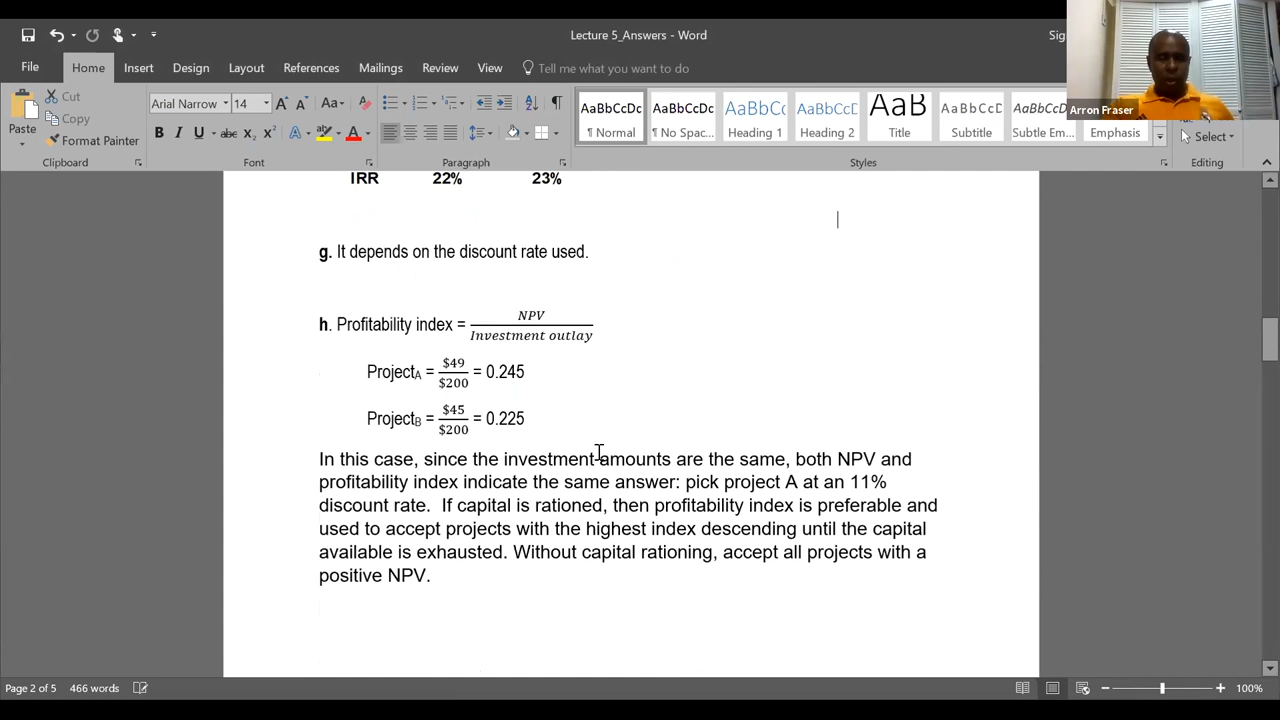 Lecture 5_Answers - Word
File Home Insert Design Layout References Mailings Review View Tell me what you want to do
Arron Fraser
Paste
Cut
Copy
Format Painter
Clipboard
Arial Narrow 14
B I U abc
Font
Paragraph
AaBbCcDc AaBbCcDc AaBbCc AaBbCcC AaB AaBbCcD AaBbCcD AaBbCcD
¶ Normal ¶ No Spac... Heading 1 Heading 2 Title Subtitle Subtle Em... Emphasis
Styles
Select
Editing
IRR 22% 23%
g. It depends on the discount rate used.
h. Profitability index = NPV / Investment outlay
ProjectA = $49 / $200 = 0.245
ProjectB = $45 / $200 = 0.225
In this case, since the investment amounts are the same, both NPV and
profitability index indicate the same answer: pick project A at an 11%
discount rate. If capital is rationed, then profitability index is preferable and
used to accept projects with the highest index descending until the capital
available is exhausted. Without capital rationing, accept all projects with a
positive NPV.
Page 2 of 5 466 words 100%